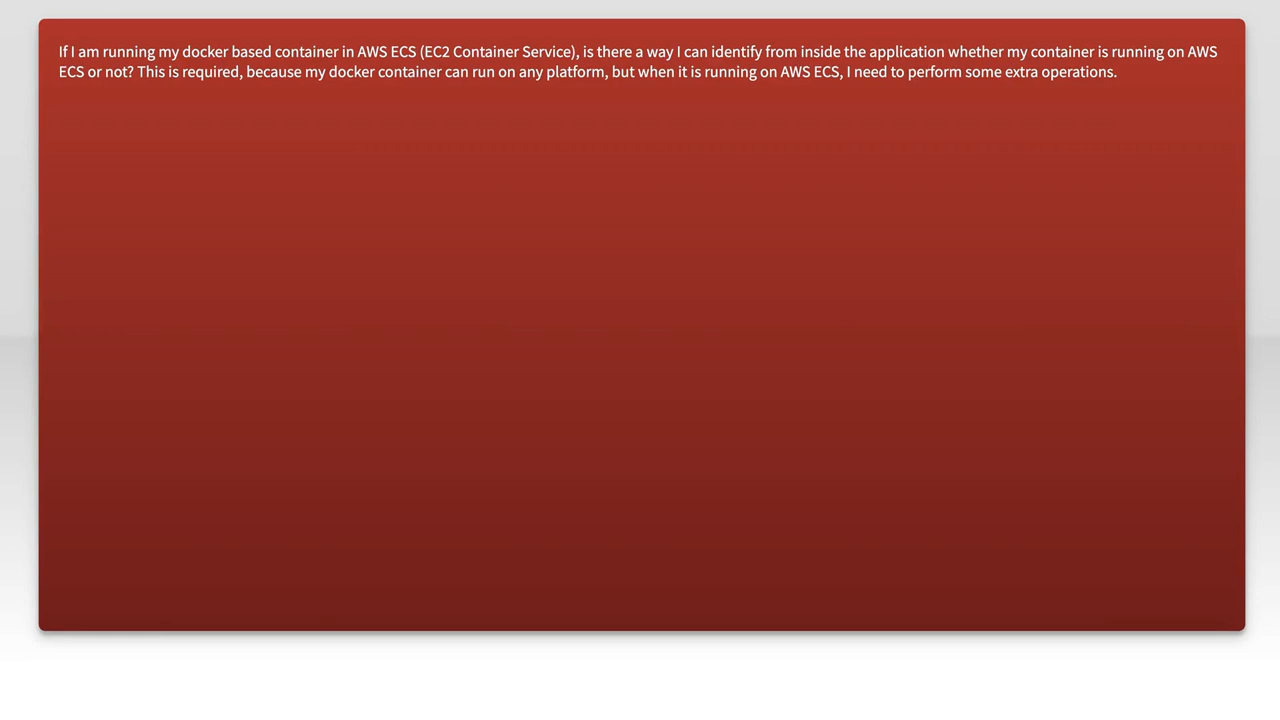 If I am running my docker based container in AWS ECS (EC2 Container Service), is there a way I can identify from inside the application whether my container is running on AWS
ECS or not? This is required, because my docker container can run on any platform, but when it is running on AWS ECS, I need to perform some extra operations.